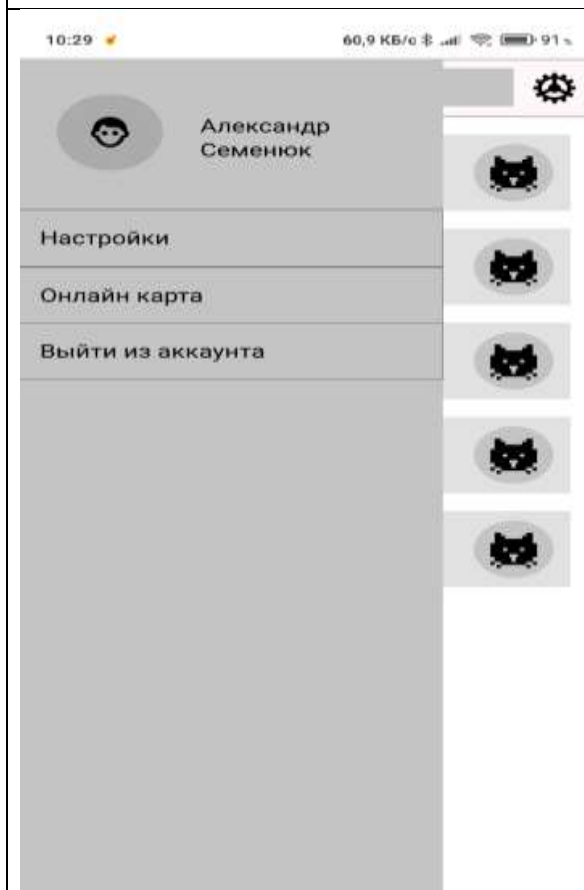 10:29
60,9 КБ/с 91
Александр
Семенюк
Настройки
Онлайн карта
Выйти из аккаунта